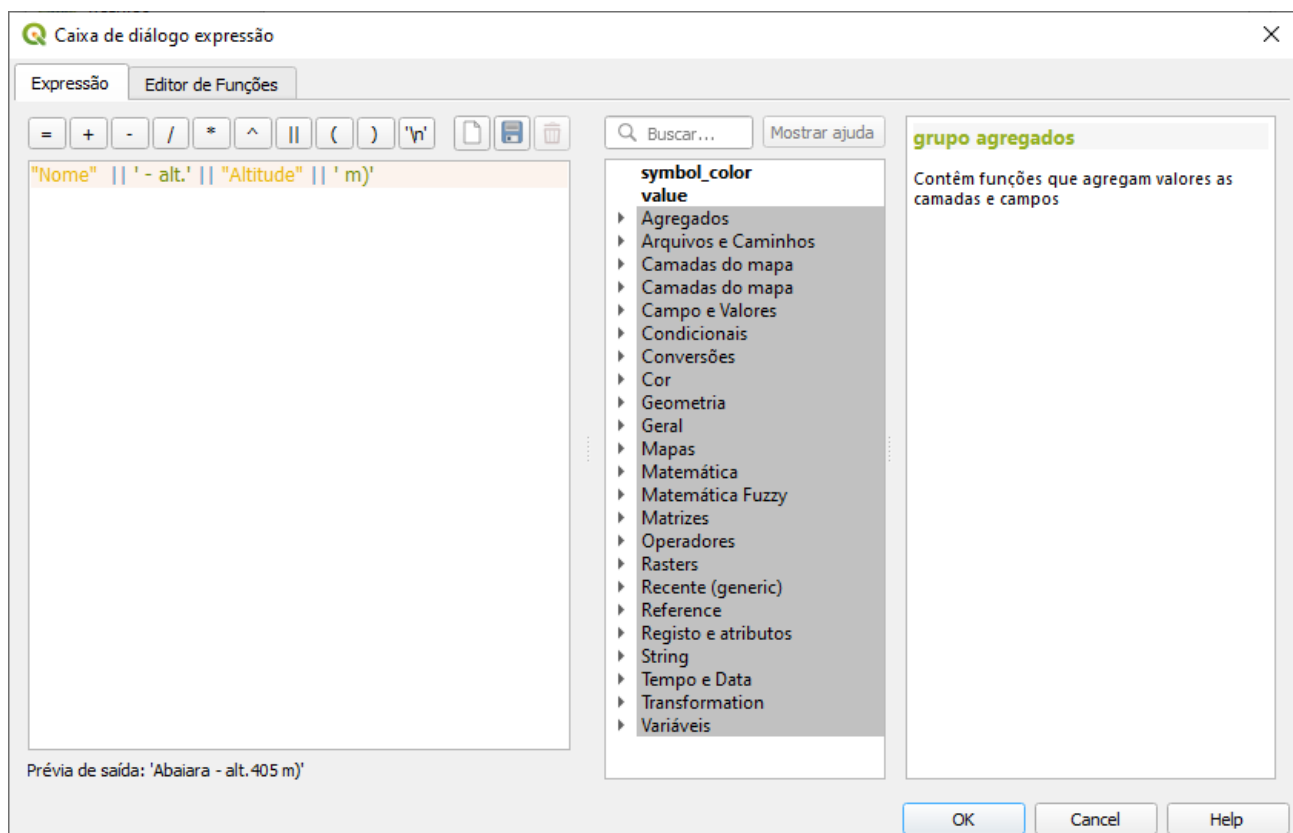 Caixa de diálogo expressão
Expressão
Editor de Funções
= + - / * ^ || ( ) '\n'
Buscar...
Mostrar ajuda
"Nome" || ' - alt.' || "Altitude" || ' m)'
symbol_color
value
Agregados
Arquivos e Caminhos
Camadas do mapa
Camadas do mapa
Campo e Valores
Condicionais
Conversões
Cor
Geometria
Geral
Mapas
Matemática
Matemática Fuzzy
Matrizes
Operadores
Rasters
Recente (generic)
Reference
Registo e atributos
String
Tempo e Data
Transformation
Variáveis
grupo agregados
Contêm funções que agregam valores as
camadas e campos
Prévia de saída: 'Abaiara - alt.405 m)'
OK
Cancel
Help